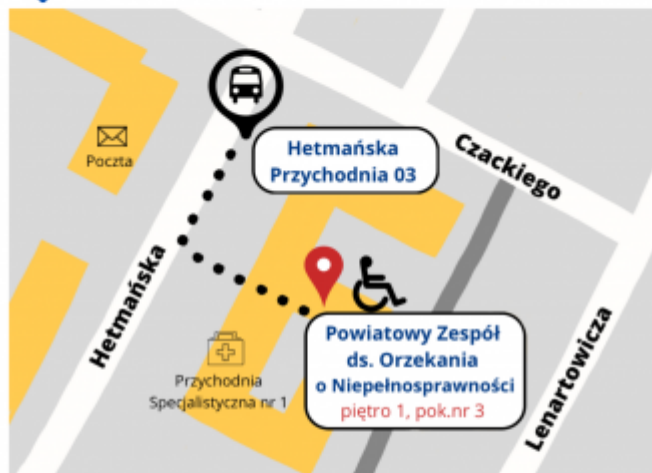 Hetmańska
Przychodnia 03
Czackiego
Poczta
Hetmańska
Przychodnia
Specjalistyczna nr 1
Powiatowy Zespół
ds. Orzekania
o Niepełnosprawności
piętro 1, pok.nr 3
Lenartowicza